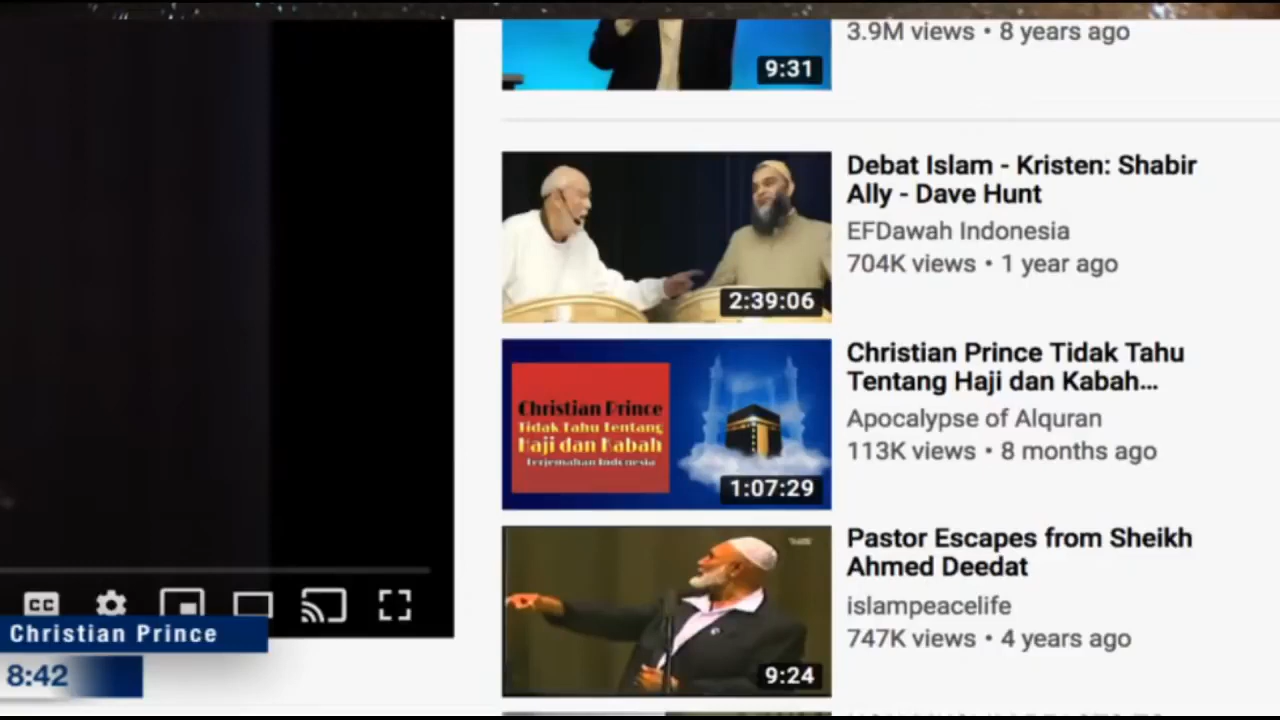 3.9M views • 8 years ago
9:31
Debat Islam - Kristen: Shabir
Ally - Dave Hunt
EFDawah Indonesia
704K views • 1 year ago
2:39:06
Christian Prince Tidak Tahu
Tentang Haji dan Kabah...
Apocalypse of Alquran
113K views • 8 months ago
Christian Prince
Tidak Tahu Tentang
Haji dan Kabah
Terjemahan Indonesia
1:07:29
Pastor Escapes from Sheikh
Ahmed Deedat
islampeacelife
747K views • 4 years ago
9:24
CC
Christian Prince
8:42